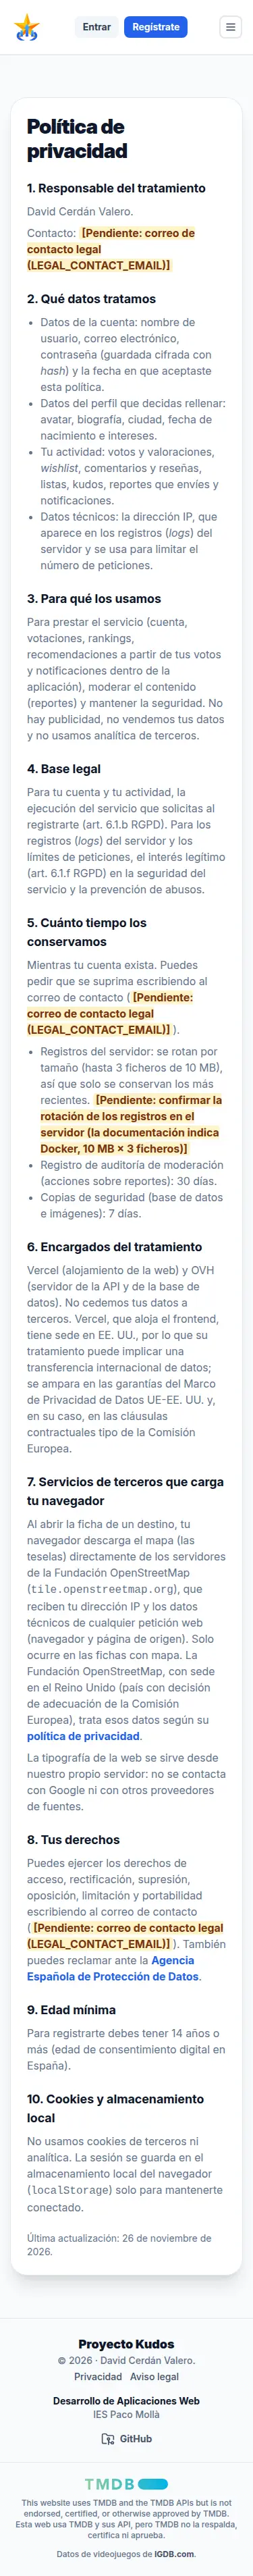 Entrar
Regístrate
Política de
privacidad
1. Responsable del tratamiento
David Cerdán Valero.
Contacto: [Pendiente: correo de
contacto legal
(LEGAL_CONTACT_EMAIL)]
2. Qué datos tratamos
• Datos de la cuenta: nombre de
usuario, correo electrónico,
contraseña (guardada cifrada con
hash) y la fecha en que aceptaste
esta política.
• Datos del perfil que decidas rellenar:
avatar, biografía, ciudad, fecha de
nacimiento e intereses.
• Tu actividad: votos y valoraciones,
wishlist, comentarios y reseñas,
listas, kudos, reportes que envíes y
notificaciones.
• Datos técnicos: la dirección IP, que
aparece en los registros (logs) del
servidor y se usa para limitar el
número de peticiones.
3. Para qué los usamos
Para prestar el servicio (cuenta,
votaciones, rankings,
recomendaciones a partir de tus votos
y notificaciones dentro de la
aplicación), moderar el contenido
(reportes) y mantener la seguridad. No
hay publicidad, no vendemos tus datos
y no usamos analítica de terceros.
4. Base legal
Para tu cuenta y tu actividad, la
ejecución del servicio que solicitas al
registrarte (art. 6.1.b RGPD). Para los
registros (logs) del servidor y los
límites de peticiones, el interés legítimo
(art. 6.1.f RGPD) en la seguridad del
servicio y la prevención de abusos.
5. Cuánto tiempo los
conservamos
Mientras tu cuenta exista. Puedes
pedir que se suprima escribiendo al
correo de contacto ( [Pendiente:
correo de contacto legal
(LEGAL_CONTACT_EMAIL)] ).
• Registros del servidor: se rotan por
tamaño (hasta 3 ficheros de 10 MB),
así que solo se conservan los más
recientes. [Pendiente: confirmar la
rotación de los registros en el
servidor (la documentación indica
Docker, 10 MB × 3 ficheros)]
• Registro de auditoría de moderación
(acciones sobre reportes): 30 días.
• Copias de seguridad (base de datos
e imágenes): 7 días.
6. Encargados del tratamiento
Vercel (alojamiento de la web) y OVH
(servidor de la API y de la base de
datos). No cedemos tus datos a
terceros. Vercel, que aloja el frontend,
tiene sede en EE. UU., por lo que su
tratamiento puede implicar una
transferencia internacional de datos;
se ampara en las garantías del Marco
de Privacidad de Datos UE-EE. UU. y,
en su caso, en las cláusulas
contractuales tipo de la Comisión
Europea.
7. Servicios de terceros que carga
tu navegador
Al abrir la ficha de un destino, tu
navegador descarga el mapa (las
teselas) directamente de los servidores
de la Fundación OpenStreetMap
(tile.openstreetmap.org), que
reciben tu dirección IP y los datos
técnicos de cualquier petición web
(navegador y página de origen). Solo
ocurre en las fichas con mapa. La
Fundación OpenStreetMap, con sede
en el Reino Unido (país con decisión
de adecuación de la Comisión
Europea), trata esos datos según su
política de privacidad.
La tipografía de la web se sirve desde
nuestro propio servidor: no se contacta
con Google ni con otros proveedores
de fuentes.
8. Tus derechos
Puedes ejercer los derechos de
acceso, rectificación, supresión,
oposición, limitación y portabilidad
escribiendo al correo de contacto
( [Pendiente: correo de contacto legal
(LEGAL_CONTACT_EMAIL)] ). También
puedes reclamar ante la Agencia
Española de Protección de Datos.
9. Edad mínima
Para registrarte debes tener 14 años o
más (edad de consentimiento digital en
España).
10. Cookies y almacenamiento
local
No usamos cookies de terceros ni
analítica. La sesión se guarda en el
almacenamiento local del navegador
(localStorage) solo para mantenerte
conectado.
Última actualización: 26 de noviembre de
2026.
Proyecto Kudos
© 2026 · David Cerdán Valero.
Privacidad Aviso legal
Desarrollo de Aplicaciones Web
IES Paco Mollà
GitHub
TMDB
This website uses TMDB and the TMDB APIs but is not
endorsed, certified, or otherwise approved by TMDB.
Esta web usa TMDB y sus API, pero TMDB no la respalda,
certifica ni aprueba.
Datos de videojuegos de IGDB.com.